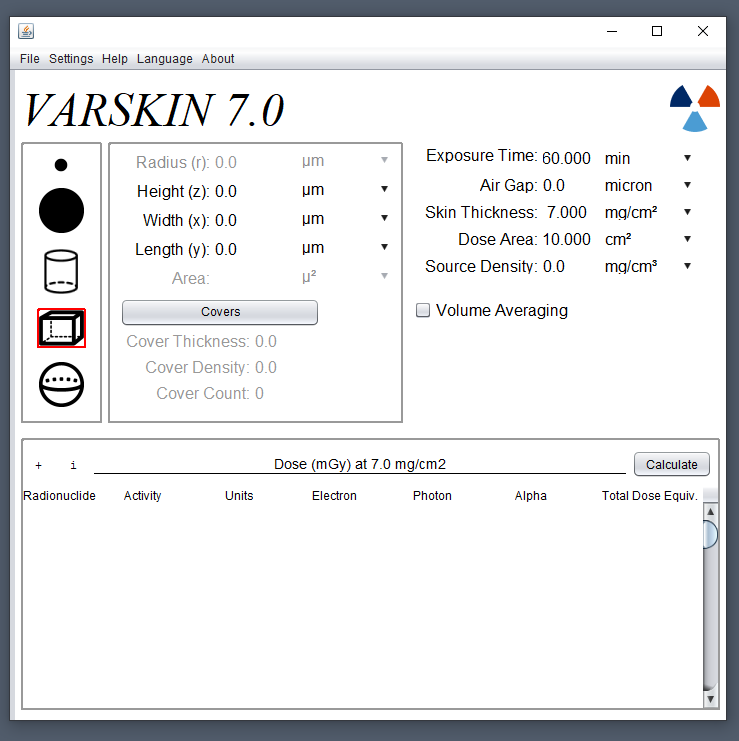 File Settings Help Language About
VARSKIN 7.0
Radius (r): 0.0 µm
Height (z): 0.0 µm
Width (x): 0.0 µm
Length (y): 0.0 µm
Area: µ²
Covers
Cover Thickness: 0.0
Cover Density: 0.0
Cover Count: 0
Exposure Time: 60.000 min
Air Gap: 0.0 micron
Skin Thickness: 7.000 mg/cm²
Dose Area: 10.000 cm²
Source Density: 0.0 mg/cm³
Volume Averaging
+ i Dose (mGy) at 7.0 mg/cm2 Calculate
Radionuclide Activity Units Electron Photon Alpha Total Dose Equiv.